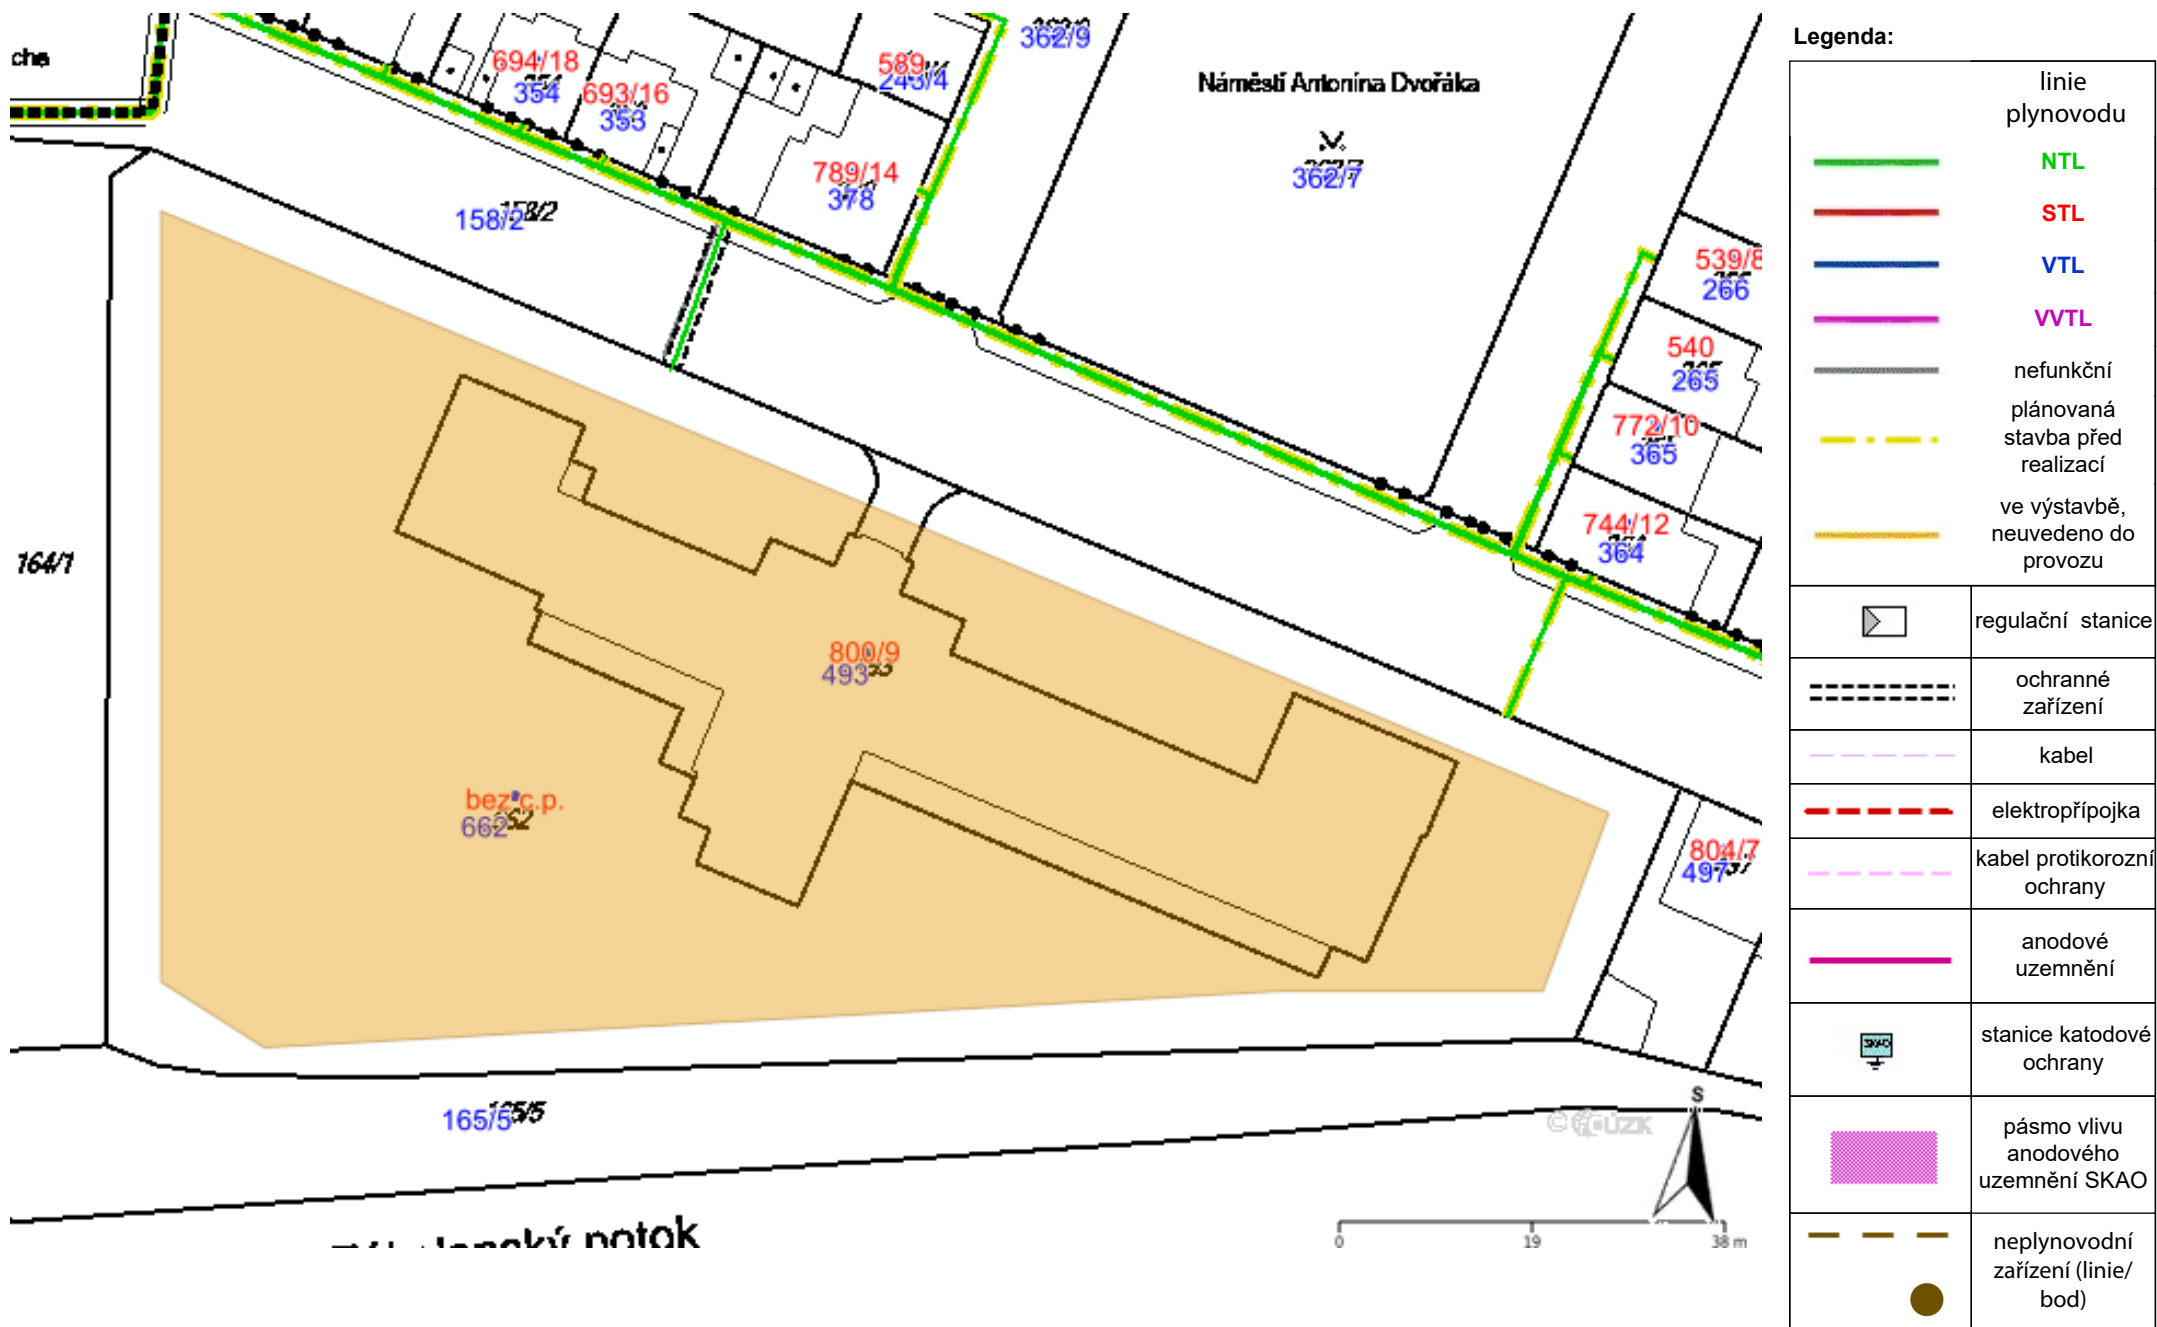 694/18
354
693/16
353
589
243/4
362/9
Náměstí Antonína Dvořáka
362/7
789/14
378
158/2
539/8
266
540
265
772/10
365
744/12
364
164/1
800/9
493
bez č.p.
662
804/7
497
165/5
S
0
19
38 m
potok
Legenda:
linie
plynovodu
NTL
STL
VTL
VVTL
nefunkční
plánovaná
stavba před
realizací
ve výstavbě,
neuvedeno do
provozu
regulační stanice
ochranné
zařízení
kabel
elektropřípojka
kabel protikorozní
ochrany
anodové
uzemnění
SKAO
stanice katodové
ochrany
pásmo vlivu
anodového
uzemnění SKAO
neplynovodní
zařízení (linie/
bod)